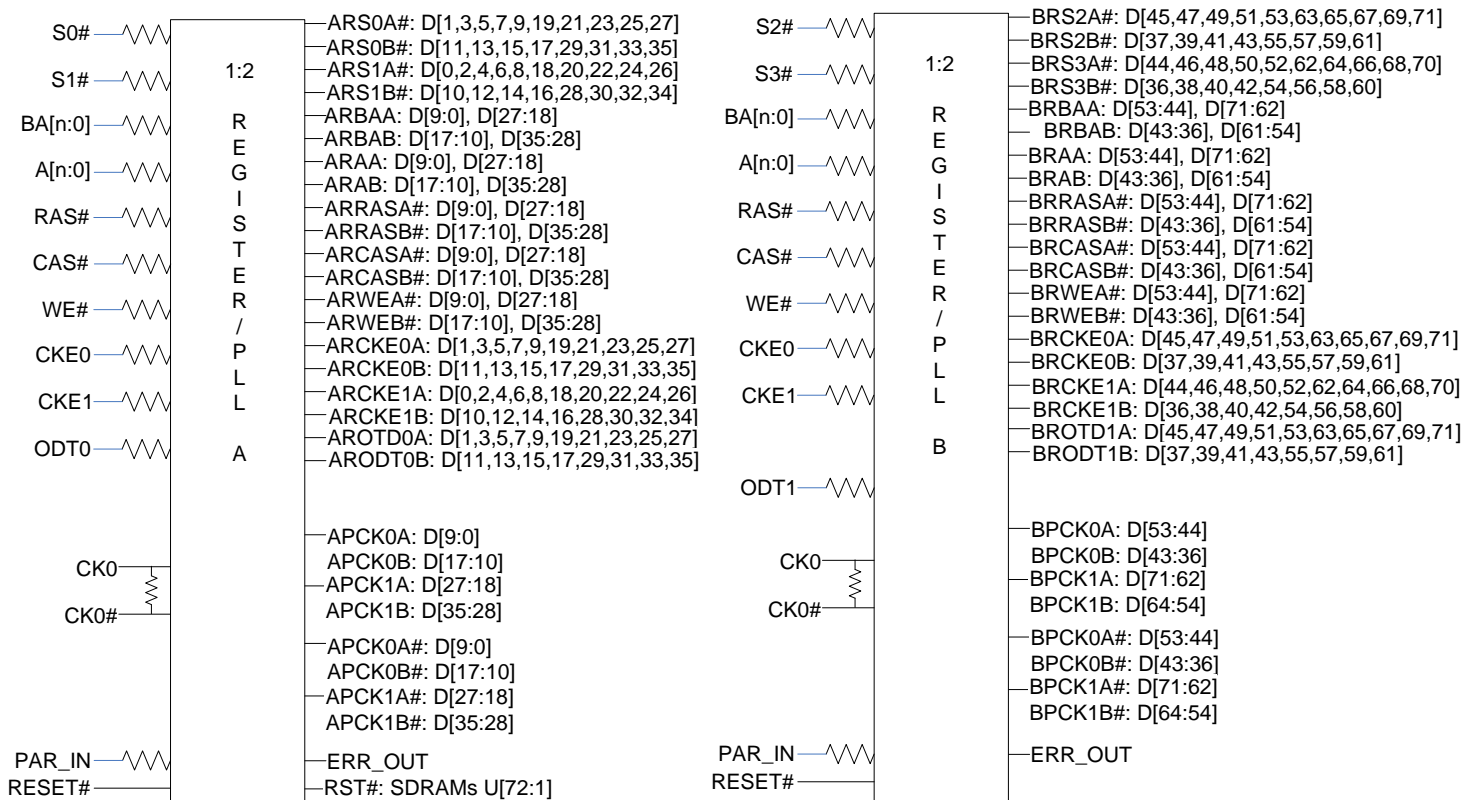 S0#
S1#
BA[n:0]
A[n:0]
RAS#
CAS#
WE#
CKE0
CKE1
ODT0
CK0
CK0#
PAR_IN
RESET#
1:2
R
E
G
I
S
T
E
R
/
P
L
L
A
ARS0A#: D[1,3,5,7,9,19,21,23,25,27]
ARS0B#: D[11,13,15,17,29,31,33,35]
ARS1A#: D[0,2,4,6,8,18,20,22,24,26]
ARS1B#: D[10,12,14,16,28,30,32,34]
ARBAA: D[9:0], D[27:18]
ARBAB: D[17:10], D[35:28]
ARAA: D[9:0], D[27:18]
ARAB: D[17:10], D[35:28]
ARRASA#: D[9:0], D[27:18]
ARRASB#: D[17:10], D[35:28]
ARCASA#: D[9:0], D[27:18]
ARCASB#: D[17:10], D[35:28]
ARWEA#: D[9:0], D[27:18]
ARWEB#: D[17:10], D[35:28]
ARCKE0A: D[1,3,5,7,9,19,21,23,25,27]
ARCKE0B: D[11,13,15,17,29,31,33,35]
ARCKE1A: D[0,2,4,6,8,18,20,22,24,26]
ARCKE1B: D[10,12,14,16,28,30,32,34]
AROTD0A: D[1,3,5,7,9,19,21,23,25,27]
ARODT0B: D[11,13,15,17,29,31,33,35]
APCK0A: D[9:0]
APCK0B: D[17:10]
APCK1A: D[27:18]
APCK1B: D[35:28]
APCK0A#: D[9:0]
APCK0B#: D[17:10]
APCK1A#: D[27:18]
APCK1B#: D[35:28]
ERR_OUT
RST#: SDRAMs U[72:1]
S2#
S3#
BA[n:0]
A[n:0]
RAS#
CAS#
WE#
CKE0
CKE1
ODT1
CK0
CK0#
PAR_IN
RESET#
1:2
R
E
G
I
S
T
E
R
/
P
L
L
B
BRS2A#: D[45,47,49,51,53,63,65,67,69,71]
BRS2B#: D[37,39,41,43,55,57,59,61]
BRS3A#: D[44,46,48,50,52,62,64,66,68,70]
BRS3B#: D[36,38,40,42,54,56,58,60]
BRBAA: D[53:44], D[71:62]
BRBAB: D[43:36], D[61:54]
BRAA: D[53:44], D[71:62]
BRAB: D[43:36], D[61:54]
BRRASA#: D[53:44], D[71:62]
BRRASB#: D[43:36], D[61:54]
BRCASA#: D[53:44], D[71:62]
BRCASB#: D[43:36], D[61:54]
BRWEA#: D[53:44], D[71:62]
BRWEB#: D[43:36], D[61:54]
BRCKE0A: D[45,47,49,51,53,63,65,67,69,71]
BRCKE0B: D[37,39,41,43,55,57,59,61]
BRCKE1A: D[44,46,48,50,52,62,64,66,68,70]
BRCKE1B: D[36,38,40,42,54,56,58,60]
BROTD1A: D[45,47,49,51,53,63,65,67,69,71]
BRODT1B: D[37,39,41,43,55,57,59,61]
BPCK0A: D[53:44]
BPCK0B: D[43:36]
BPCK1A: D[71:62]
BPCK1B: D[64:54]
BPCK0A#: D[53:44]
BPCK0B#: D[43:36]
BPCK1A#: D[71:62]
BPCK1B#: D[64:54]
ERR_OUT